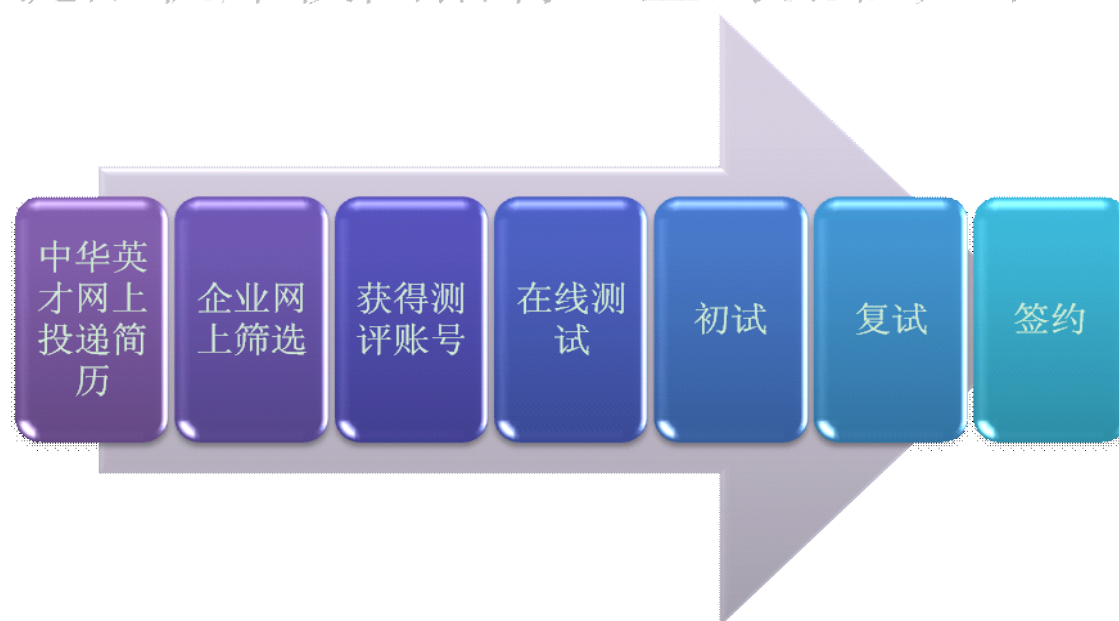 中华英
才网上
投递简
历
企业网
上筛选
获得测
评账号
在线测
试
初试
复试
签约